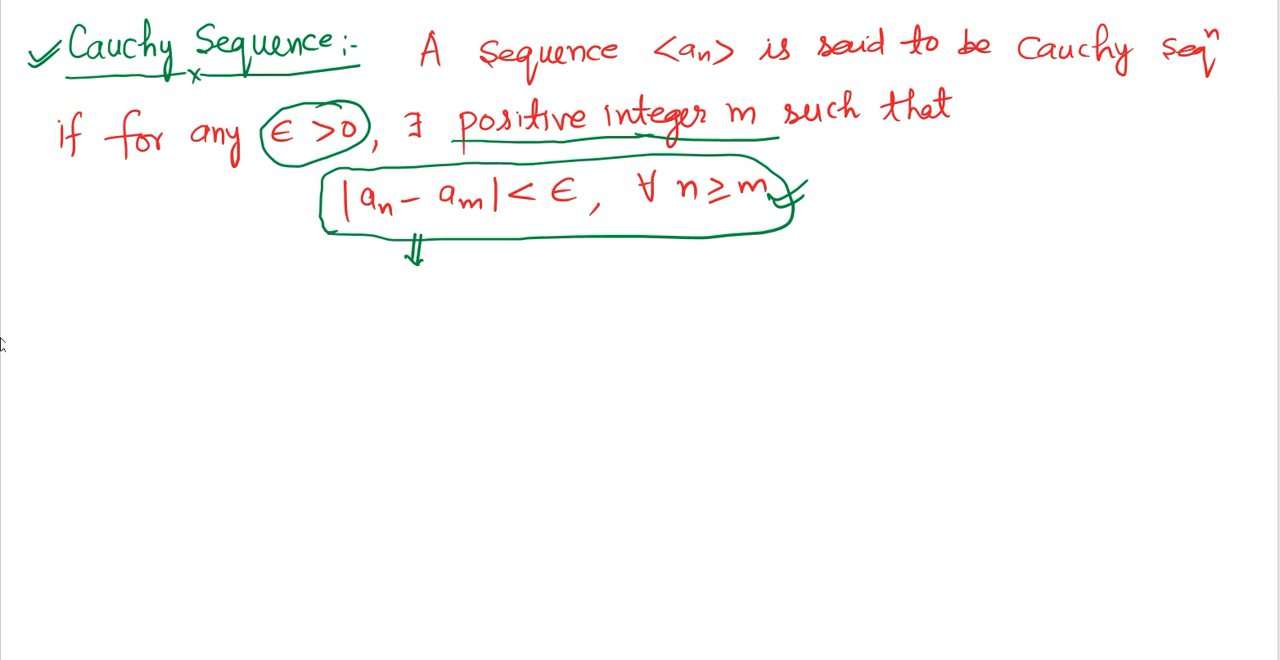 Cauchy Sequence:- A sequence <aₙ> is said to be Cauchy seqⁿ
if for any ϵ > 0, ∃ positive integer m such that
|aₙ - aₘ| < ϵ, ∀ n ≥ m